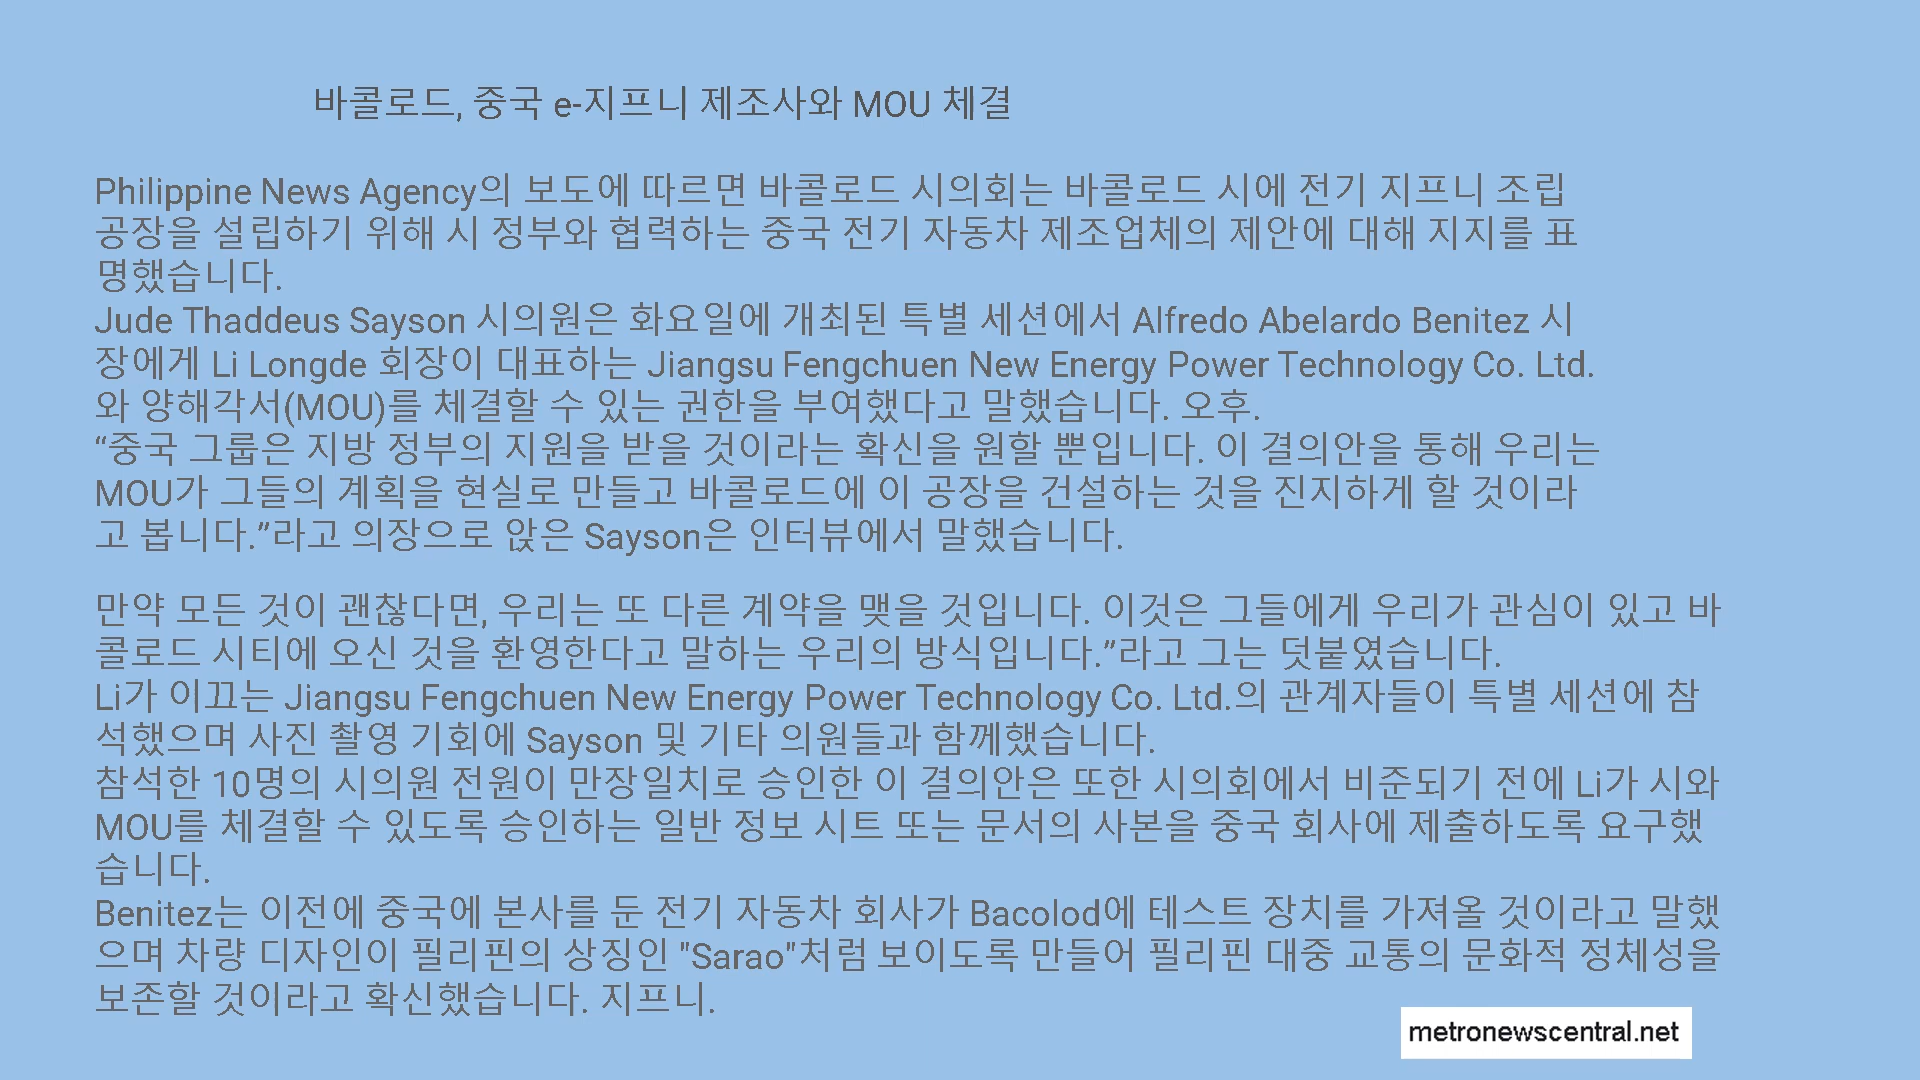 바콜로드, 중국 e-지프니 제조사와 MOU 체결
Philippine News Agency의 보도에 따르면 바콜로드 시의회는 바콜로드 시에 전기 지프니 조립
공장을 설립하기 위해 시 정부와 협력하는 중국 전기 자동차 제조업체의 제안에 대해 지지를 표
명했습니다.
Jude Thaddeus Sayson 시의원은 화요일에 개최된 특별 세션에서 Alfredo Abelardo Benitez 시
장에게 Li Longde 회장이 대표하는 Jiangsu Fengchuen New Energy Power Technology Co. Ltd.
와 양해각서(MOU)를 체결할 수 있는 권한을 부여했다고 말했습니다. 오후.
“중국 그룹은 지방 정부의 지원을 받을 것이라는 확신을 원할 뿐입니다. 이 결의안을 통해 우리는
MOU가 그들의 계획을 현실로 만들고 바콜로드에 이 공장을 건설하는 것을 진지하게 할 것이라
고 봅니다.”라고 의장으로 앉은 Sayson은 인터뷰에서 말했습니다.
만약 모든 것이 괜찮다면, 우리는 또 다른 계약을 맺을 것입니다. 이것은 그들에게 우리가 관심이 있고 바
콜로드 시티에 오신 것을 환영한다고 말하는 우리의 방식입니다.”라고 그는 덧붙였습니다.
Li가 이끄는 Jiangsu Fengchuen New Energy Power Technology Co. Ltd.의 관계자들이 특별 세션에 참
석했으며 사진 촬영 기회에 Sayson 및 기타 의원들과 함께했습니다.
참석한 10명의 시의원 전원이 만장일치로 승인한 이 결의안은 또한 시의회에서 비준되기 전에 Li가 시와
MOU를 체결할 수 있도록 승인하는 일반 정보 시트 또는 문서의 사본을 중국 회사에 제출하도록 요구했
습니다.
Benitez는 이전에 중국에 본사를 둔 전기 자동차 회사가 Bacolod에 테스트 장치를 가져올 것이라고 말했
으며 차량 디자인이 필리핀의 상징인 "Sarao"처럼 보이도록 만들어 필리핀 대중 교통의 문화적 정체성을
보존할 것이라고 확신했습니다. 지프니.
metronewscentral.net